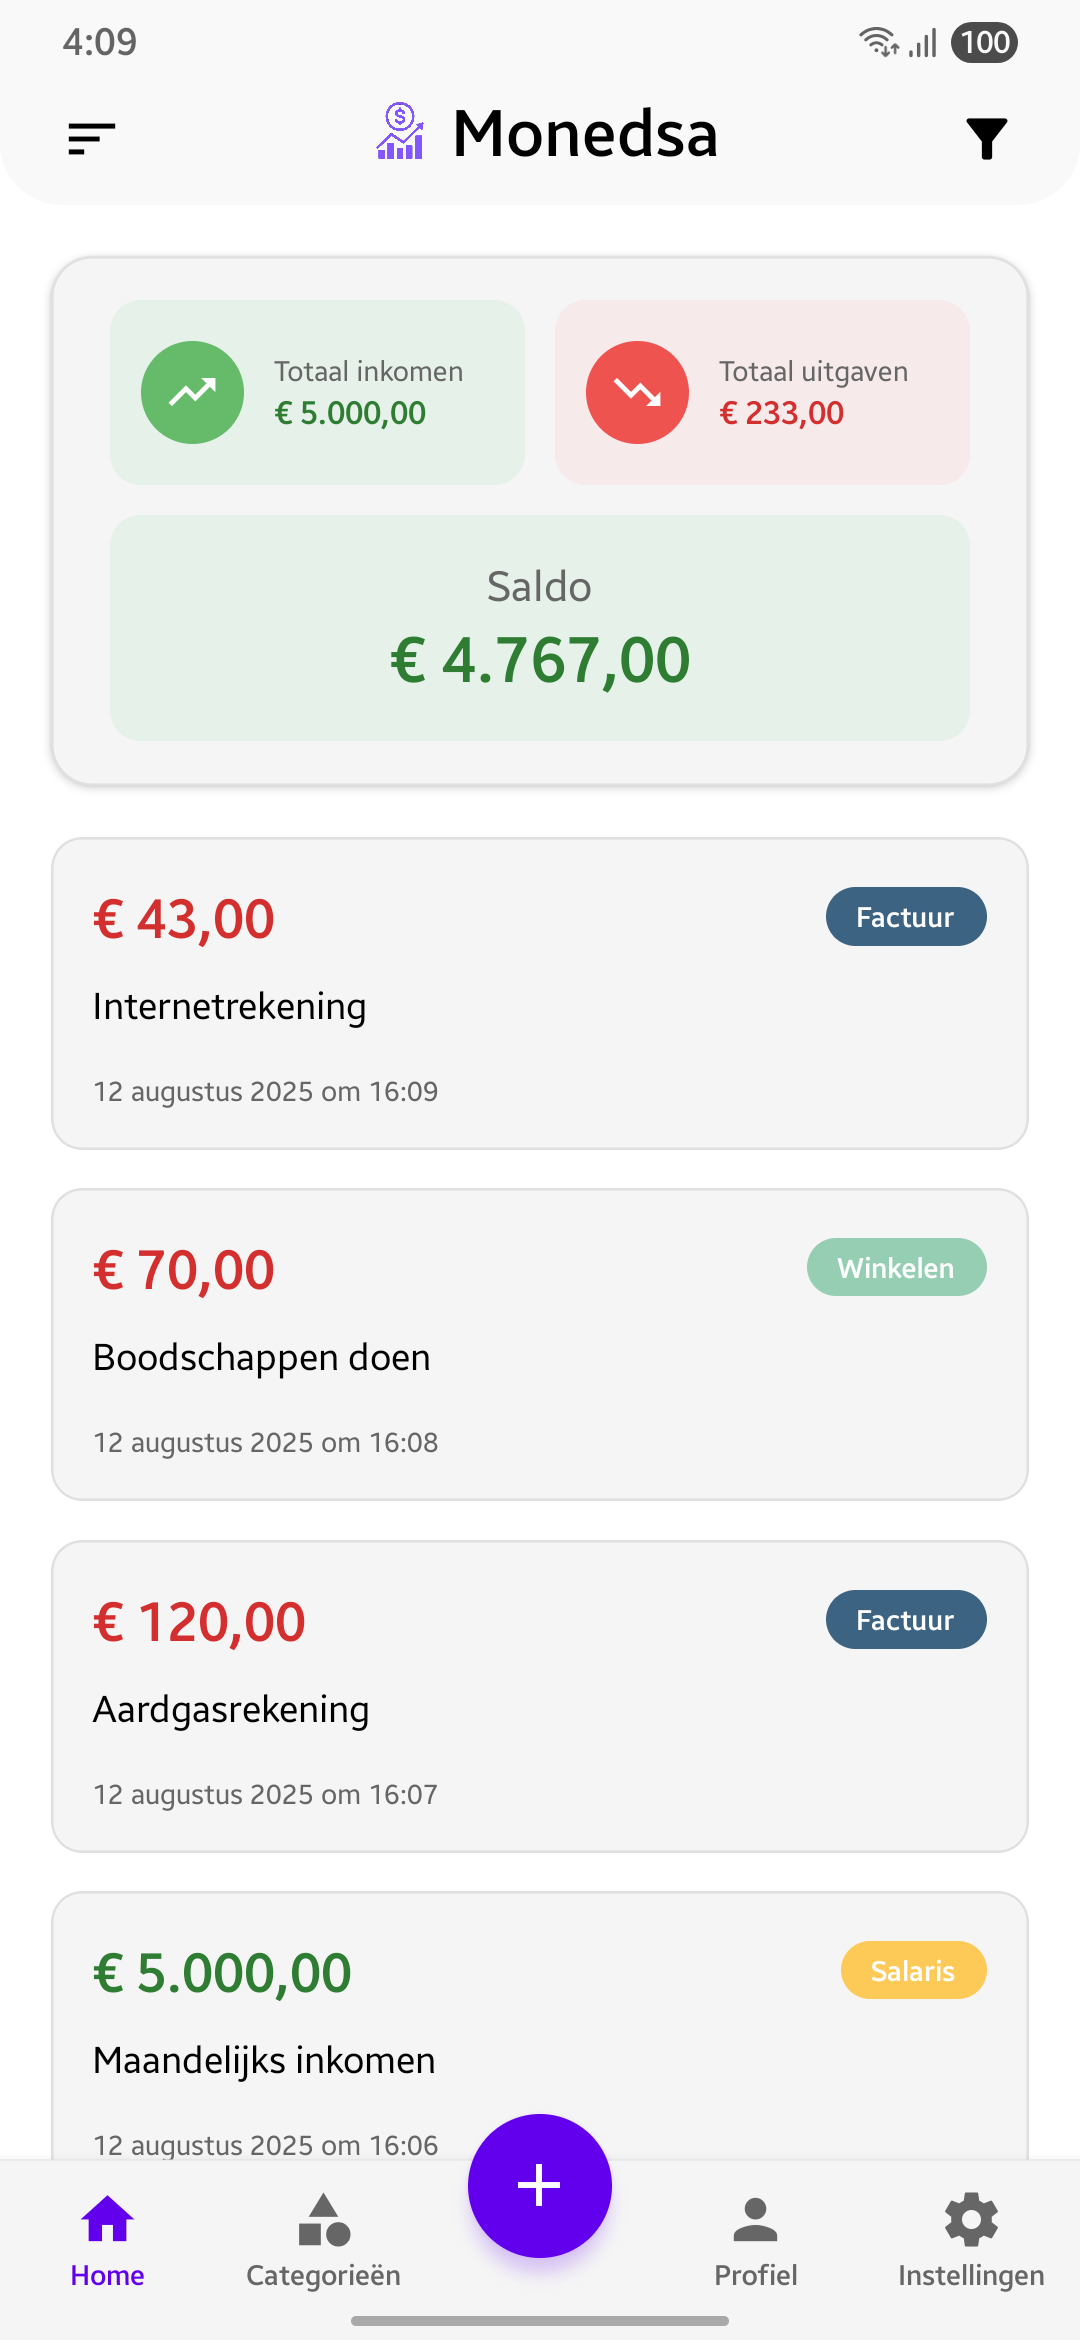 4:09
100
Monedsa
Totaal inkomen
€ 5.000,00
Totaal uitgaven
€ 233,00
Saldo
€ 4.767,00
€ 43,00
Factuur
Internetrekening
12 augustus 2025 om 16:09
€ 70,00
Winkelen
Boodschappen doen
12 augustus 2025 om 16:08
€ 120,00
Factuur
Aardgasrekening
12 augustus 2025 om 16:07
€ 5.000,00
Salaris
Maandelijks inkomen
12 augustus 2025 om 16:06
Home
Categorieën
Profiel
Instellingen